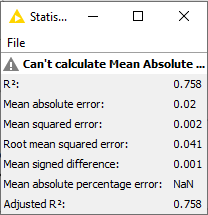 Statis...
File
Can't calculate Mean Absolute ...
R²: 0.758
Mean absolute error: 0.02
Mean squared error: 0.002
Root mean squared error: 0.041
Mean signed difference: 0.001
Mean absolute percentage error: NaN
Adjusted R²: 0.758